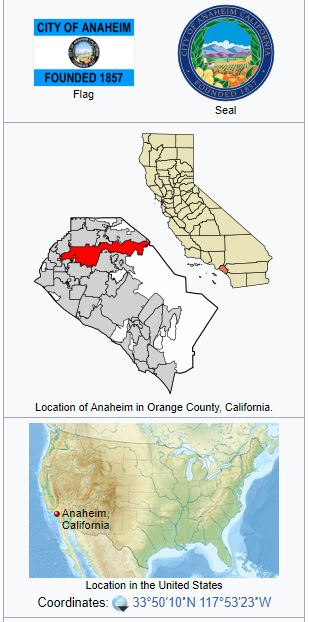 CITY OF ANAHEIM
FOUNDED 1857
Flag
CITY OF ANAHEIM CALIFORNIA
FOUNDED 1857
Seal
Location of Anaheim in Orange County, California.
Anaheim,
California
Location in the United States
Coordinates: 33°50′10″N 117°53′23″W